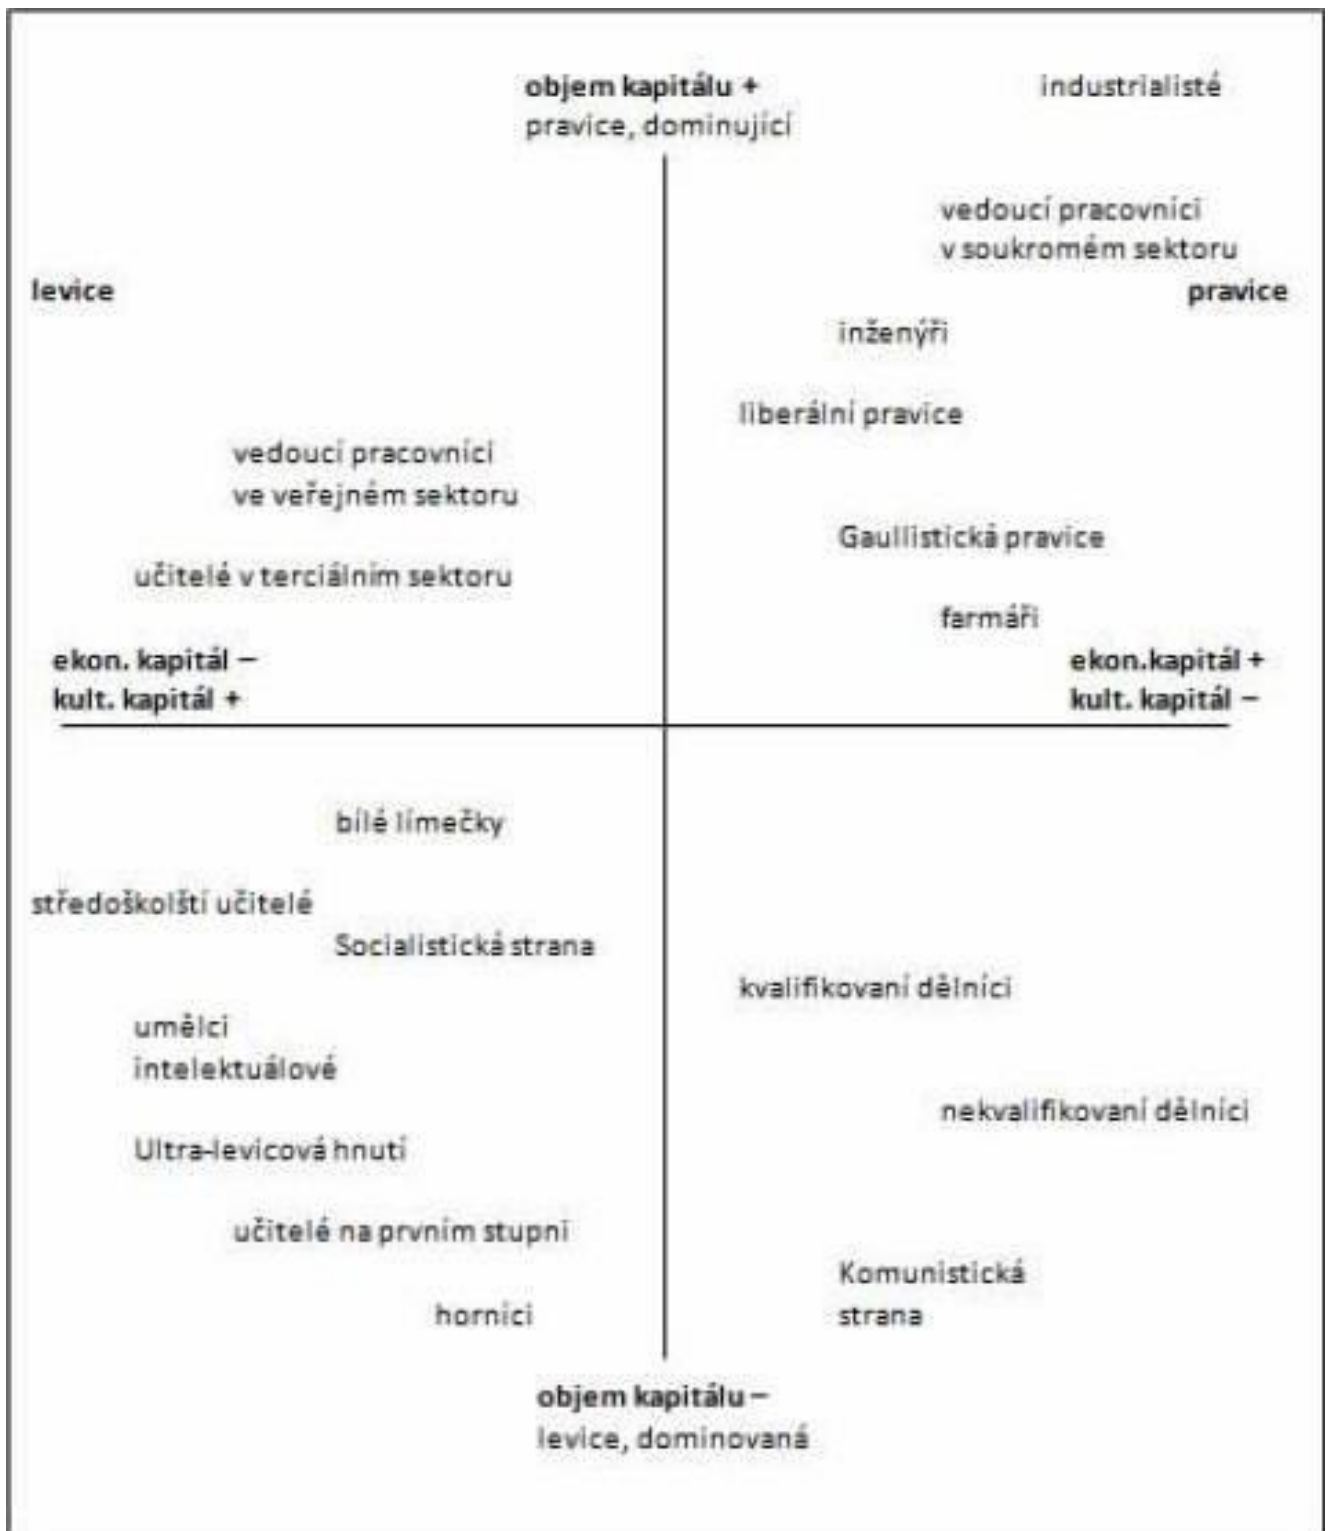 objem kapitálu +
industrialisté
pravice, dominující
vedoucí pracovníci
v soukromém sektoru
levice
pravice
inženýři
liberální pravice
vedoucí pracovníci
ve veřejném sektoru
Gaullistická pravice
učitelé v terciálním sektoru
farmáři
ekon. kapitál –
ekon.kapitál +
kult. kapitál +
kult. kapitál –
bílé límečky
středoškolští učitelé
Socialistická strana
kvalifikovaní dělníci
umělci
intelektuálové
nekvalifikovaní dělníci
Ultra-levicová hnutí
učitelé na prvním stupni
Komunistická
strana
horníci
objem kapitálu –
levice, dominovaná